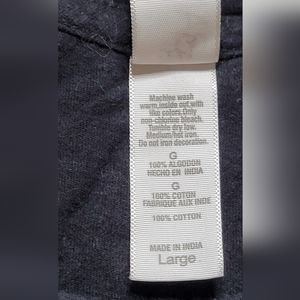 Machine wash
warm,inside out,with
like colors.Only
non-chlorine bleach.
Tumble dry low.
Medium/hot iron.
Do not iron decoration.
G
100% ALGODON
HECHO EN INDIA
G
100% COTON
FABRIQUE AUX INDE
100% COTTON
MADE IN INDIA
Large